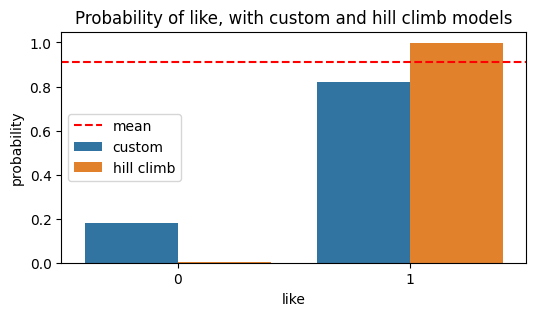 Probability of like, with custom and hill climb models
probability
1.0
0.8
0.6
0.4
0.2
0.0
mean
custom
hill climb
0 1
like